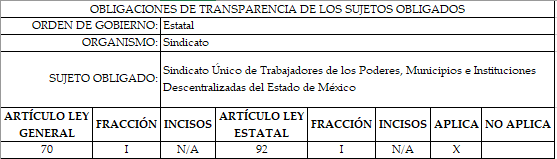 OBLIGACIONES DE TRANSPARENCIA DE LOS SUJETOS OBLIGADOS
ORDEN DE GOBIERNO: Estatal
ORGANISMO: Sindicato
SUJETO OBLIGADO: Sindicato Único de Trabajadores de los Poderes, Municipios e Instituciones
Descentralizadas del Estado de México
ARTÍCULO LEY GENERAL FRACCIÓN INCISOS ARTÍCULO LEY ESTATAL FRACCIÓN INCISOS APLICA NO APLICA
70 I N/A 92 I N/A X